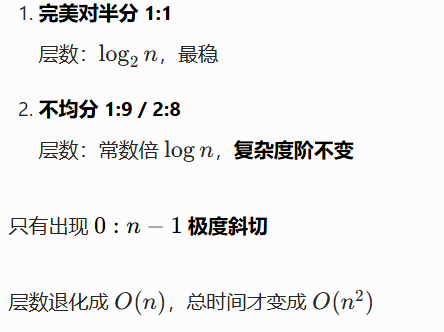 1. 完美对半分 1:1
层数：log₂ n，最稳
2. 不均分 1:9 / 2:8
层数：常数倍 log n，复杂度阶不变
只有出现 0 : n − 1 极度斜切
层数退化成 O(n)，总时间才变成 O(n²)